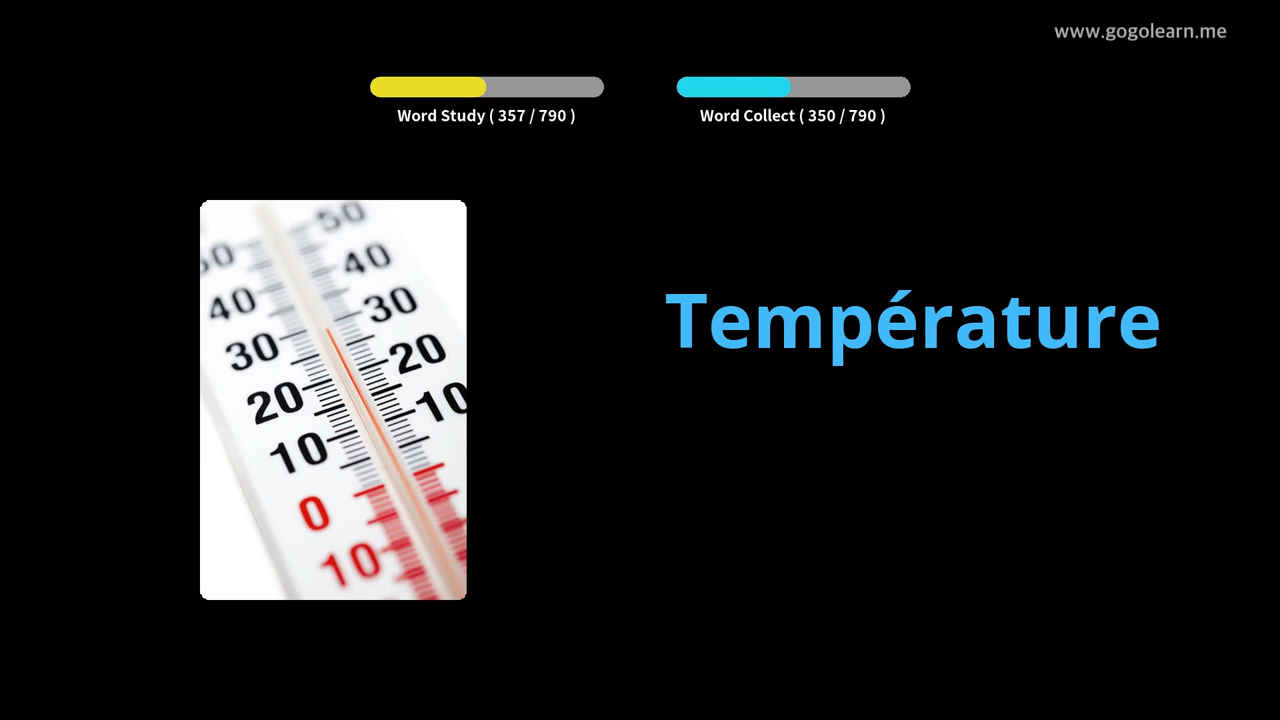 www.gogolearn.me
Word Study ( 357 / 790 )
Word Collect ( 350 / 790 )
Température
50
40 40
30 30
20 20
10 10
0
10